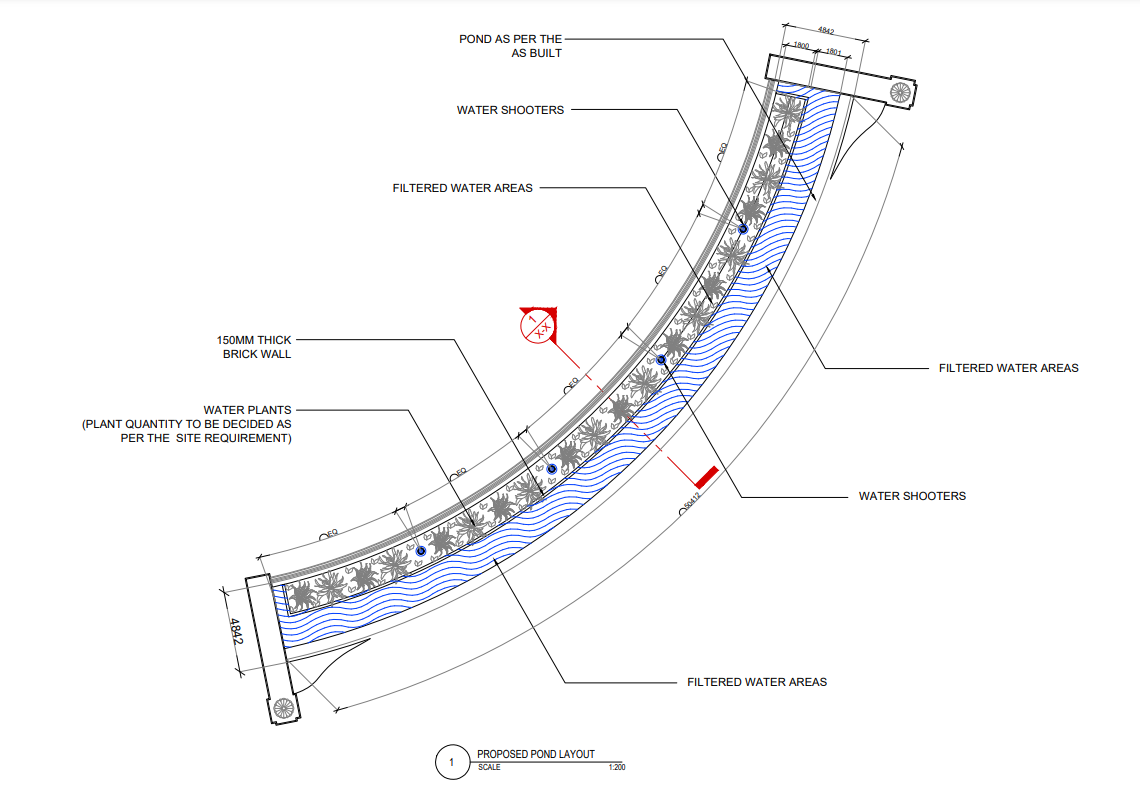 4842
1800
1801
POND AS PER THE
AS BUILT
WATER SHOOTERS
EQ
FILTERED WATER AREAS
EQ
1
X-X
150MM THICK
BRICK WALL
EQ
FILTERED WATER AREAS
WATER PLANTS
(PLANT QUANTITY TO BE DECIDED AS
PER THE SITE REQUIREMENT)
EQ
WATER SHOOTERS
50412
EQ
4842
FILTERED WATER AREAS
1
PROPOSED POND LAYOUT
SCALE
1:200